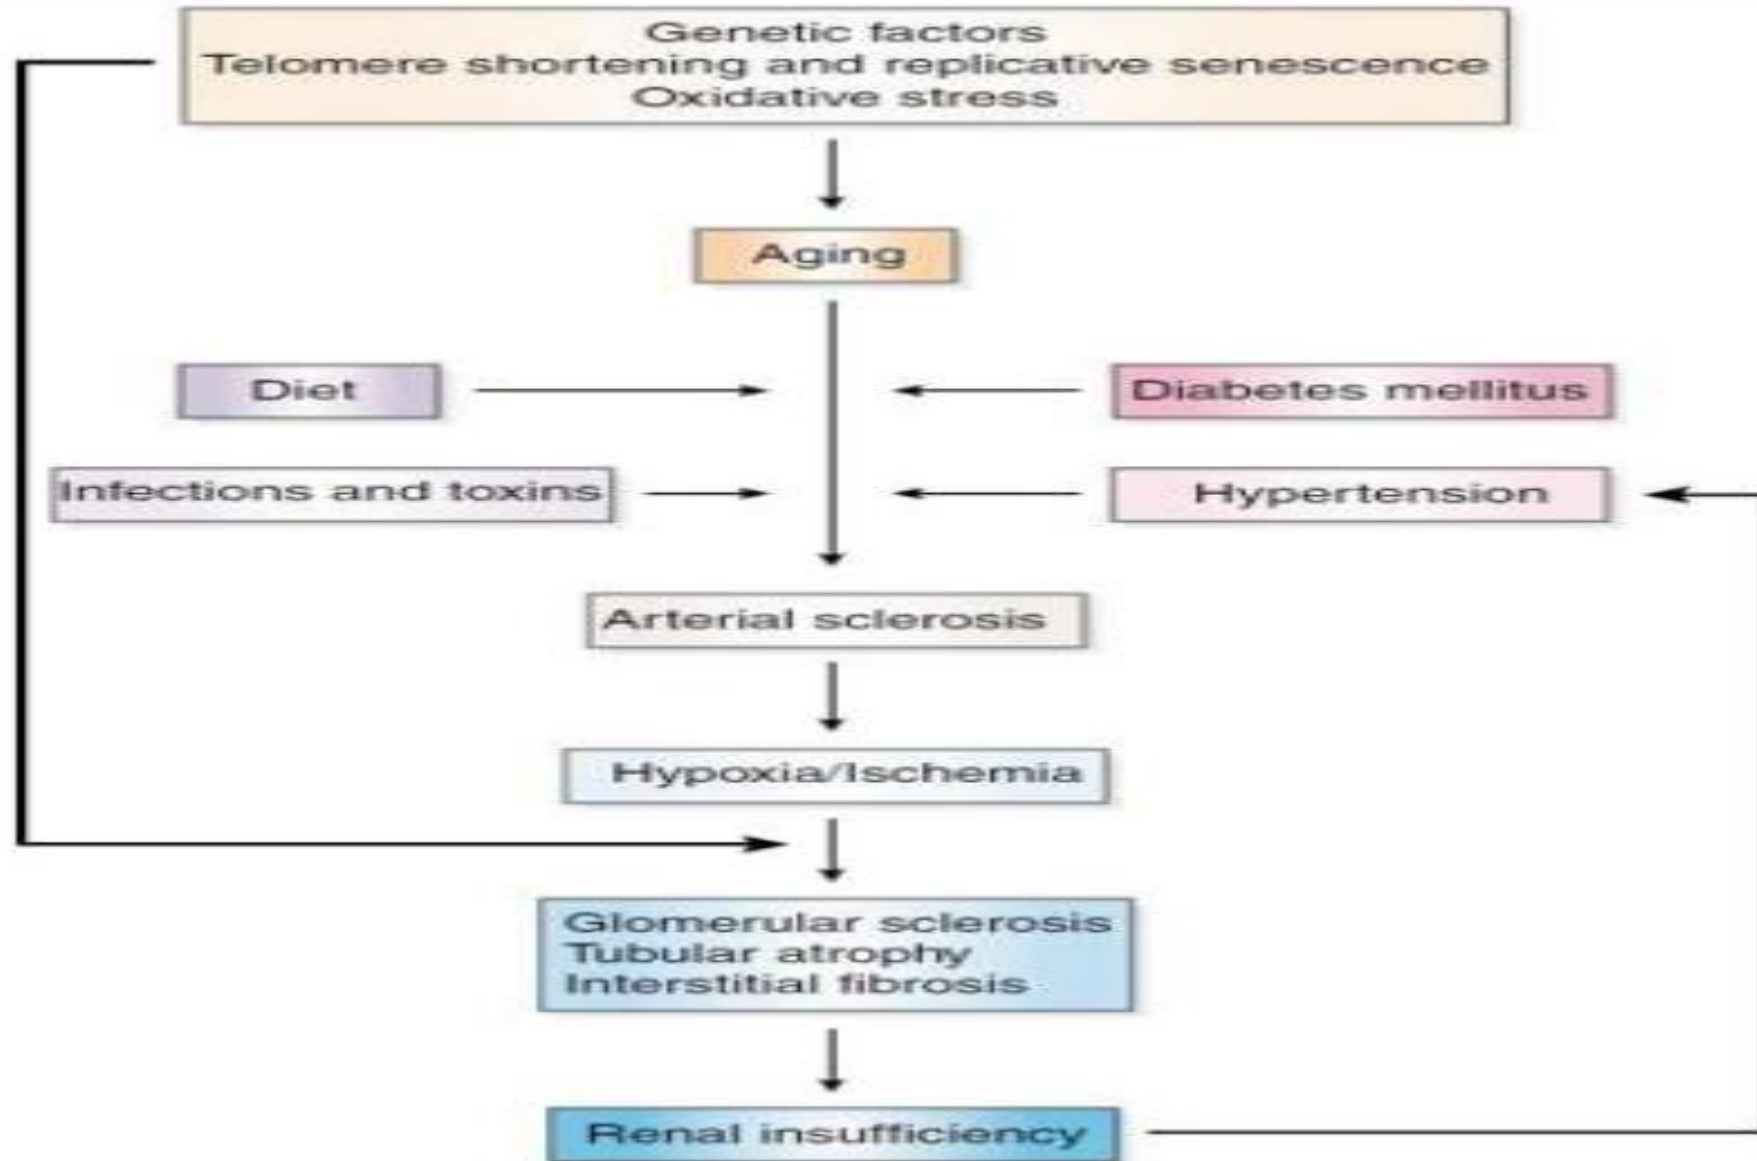 Genetic factors
Telomere shortening and replicative senescence
Oxidative stress
Aging
Diet
Diabetes mellitus
Infections and toxins
Hypertension
Arterial sclerosis
Hypoxia/Ischemia
Glomerular sclerosis
Tubular atrophy
Interstitial fibrosis
Renal insufficiency